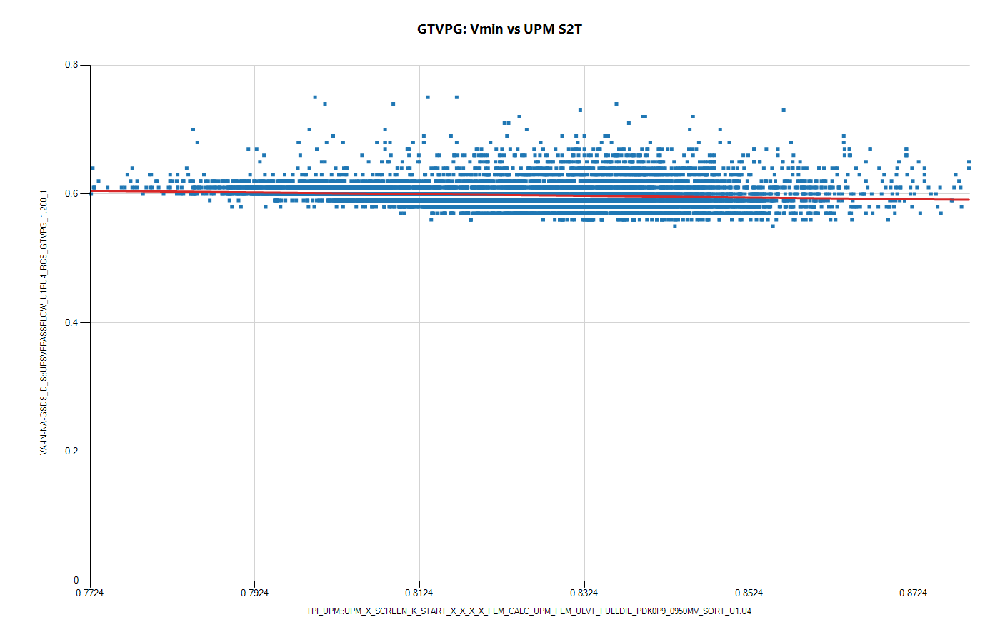 GTVPG: Vmin vs UPM S2T
0.8
0.6
0.4
0.2
0
VA-IN-NA-GSDS_D_S::UPSVFPASSFLOW_U1PU4_RCS_GTVPG_1.200_1
0.7724 0.7924 0.8124 0.8324 0.8524 0.8724
TPI_UPM::UPM_X_SCREEN_K_START_X_X_X_X_FEM_CALC_UPM_FEM_ULVT_FULLDIE_PDK0P9_0950MV_SORT_U1.U4